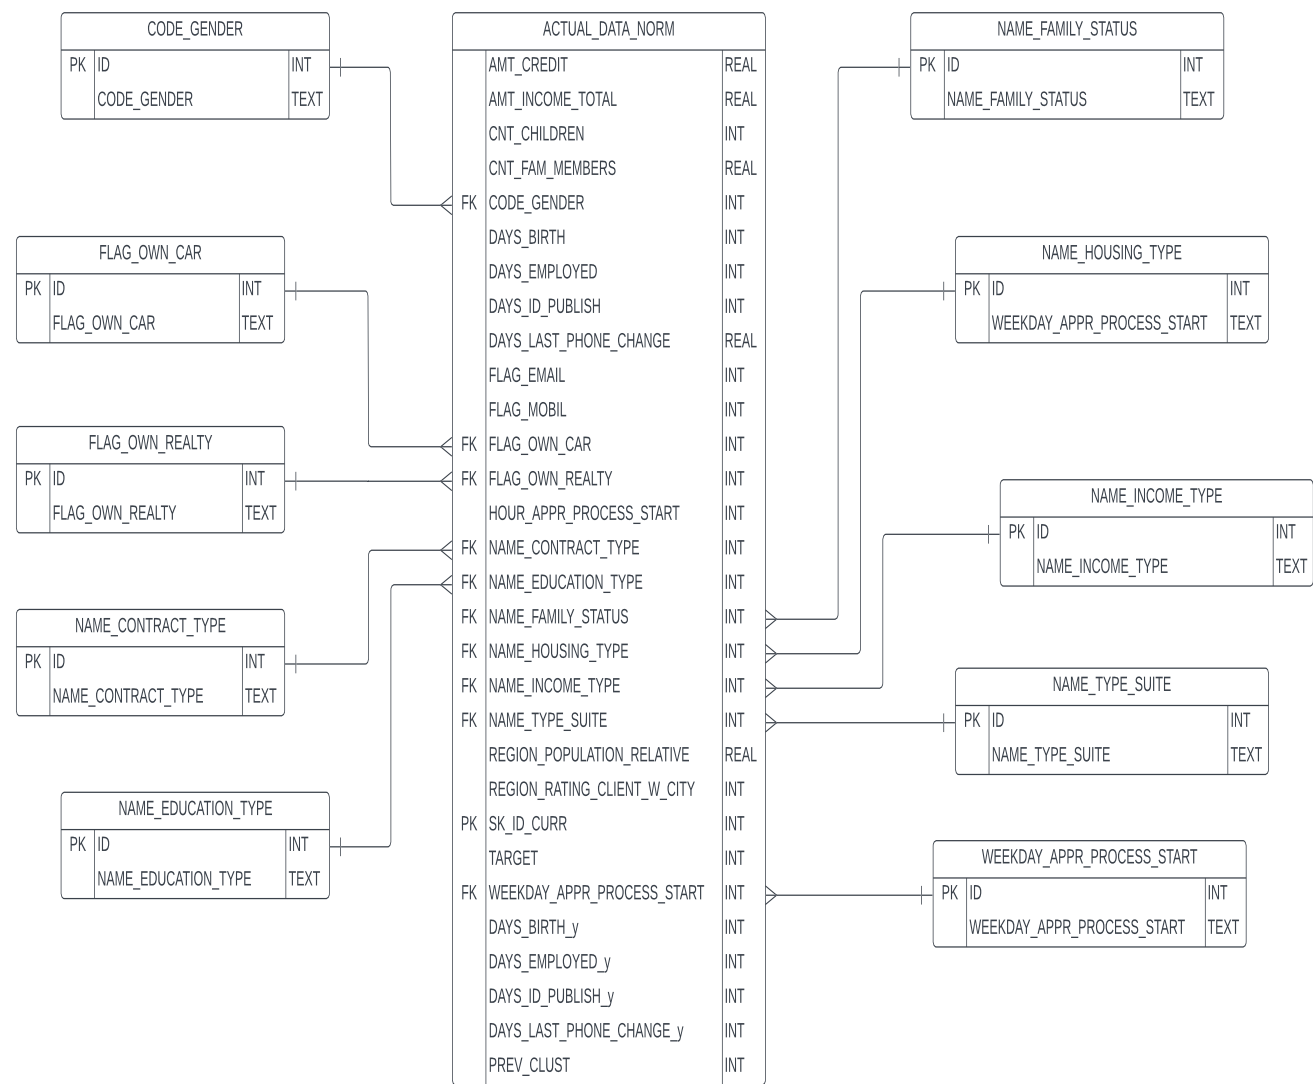 CODE_GENDER
PK ID INT
CODE_GENDER TEXT
FLAG_OWN_CAR
PK ID INT
FLAG_OWN_CAR TEXT
FLAG_OWN_REALTY
PK ID INT
FLAG_OWN_REALTY TEXT
NAME_CONTRACT_TYPE
PK ID INT
NAME_CONTRACT_TYPE TEXT
NAME_EDUCATION_TYPE
PK ID INT
NAME_EDUCATION_TYPE TEXT
ACTUAL_DATA_NORM
AMT_CREDIT REAL
AMT_INCOME_TOTAL REAL
CNT_CHILDREN INT
CNT_FAM_MEMBERS REAL
FK CODE_GENDER INT
DAYS_BIRTH INT
DAYS_EMPLOYED INT
DAYS_ID_PUBLISH INT
DAYS_LAST_PHONE_CHANGE REAL
FLAG_EMAIL INT
FLAG_MOBIL INT
FK FLAG_OWN_CAR INT
FK FLAG_OWN_REALTY INT
HOUR_APPR_PROCESS_START INT
FK NAME_CONTRACT_TYPE INT
FK NAME_EDUCATION_TYPE INT
FK NAME_FAMILY_STATUS INT
FK NAME_HOUSING_TYPE INT
FK NAME_INCOME_TYPE INT
FK NAME_TYPE_SUITE INT
REGION_POPULATION_RELATIVE REAL
REGION_RATING_CLIENT_W_CITY INT
PK SK_ID_CURR INT
TARGET INT
FK WEEKDAY_APPR_PROCESS_START INT
DAYS_BIRTH_y INT
DAYS_EMPLOYED_y INT
DAYS_ID_PUBLISH_y INT
DAYS_LAST_PHONE_CHANGE_y INT
PREV_CLUST INT
NAME_FAMILY_STATUS
PK ID INT
NAME_FAMILY_STATUS TEXT
NAME_HOUSING_TYPE
PK ID INT
WEEKDAY_APPR_PROCESS_START TEXT
NAME_INCOME_TYPE
PK ID INT
NAME_INCOME_TYPE TEXT
NAME_TYPE_SUITE
PK ID INT
NAME_TYPE_SUITE TEXT
WEEKDAY_APPR_PROCESS_START
PK ID INT
WEEKDAY_APPR_PROCESS_START TEXT